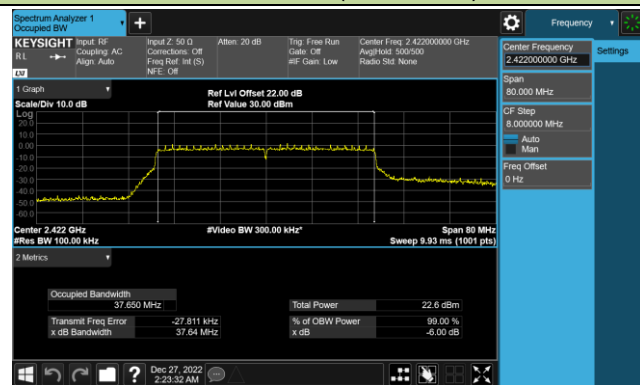 Spectrum Analyzer 1
Occupied BW
Frequency
KEYSIGHT
RL
Input: RF
Coupling: AC
Align: Auto
Input Z: 50 Ω
Corrections: Off
Freq Ref: Int (S)
NFE: Off
Atten: 20 dB
Trig: Free Run
Gate: Off
#IF Gain: Low
Center Freq: 2.422000000 GHz
Avg|Hold: 500/500
Radio Std: None
LXI
Center Frequency
2.422000000 GHz
Settings
Span
80.000 MHz
CF Step
8.000000 MHz
Auto
Man
Freq Offset
0 Hz
1 Graph
Scale/Div 10.0 dB
Ref Lvl Offset 22.00 dB
Ref Value 30.00 dBm
Log
20.0
10.0
0.00
-10.0
-20.0
-30.0
-40.0
-50.0
-60.0
Center 2.422 GHz
#Res BW 100.00 kHz
#Video BW 300.00 kHz*
Span 80 MHz
Sweep 9.93 ms (1001 pts)
2 Metrics
Occupied Bandwidth
37.650 MHz
Total Power 22.6 dBm
Transmit Freq Error -27.811 kHz
% of OBW Power 99.00 %
x dB Bandwidth 37.64 MHz
x dB -6.00 dB
Dec 27, 2022
2:23:32 AM